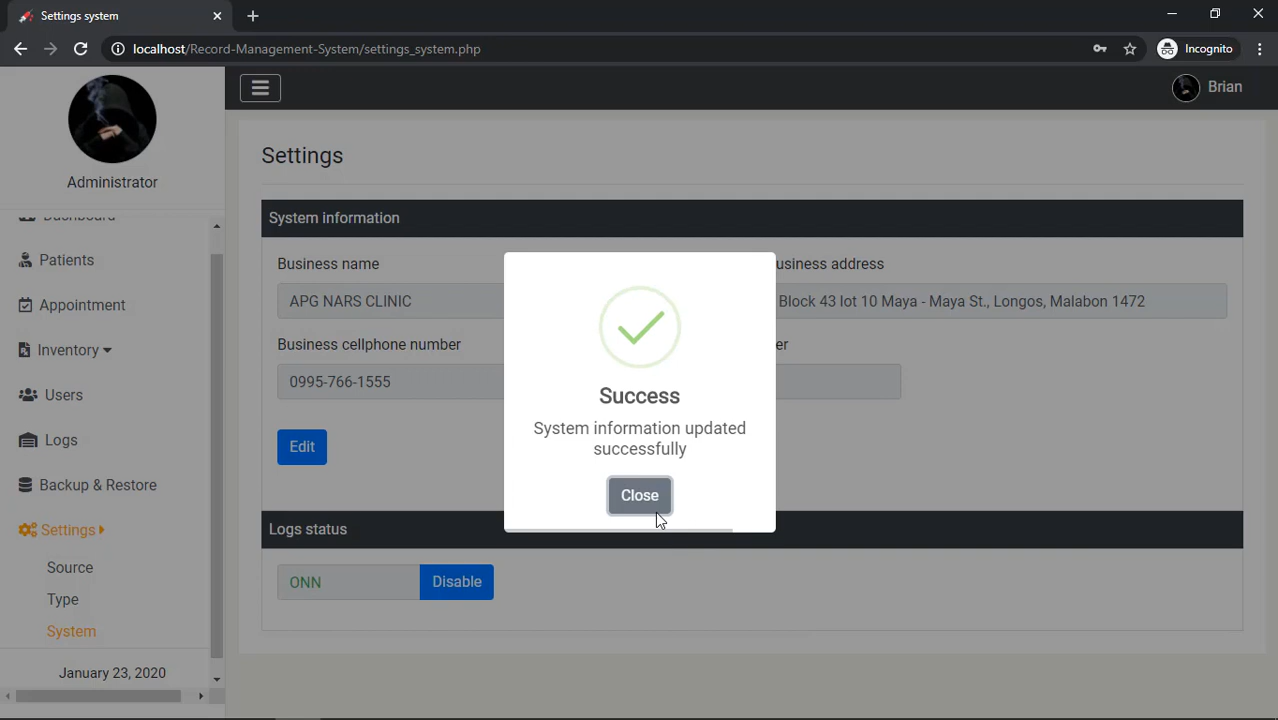 Settings system
localhost/Record-Management-System/settings_system.php
Incognito
Brian
Administrator
Dashboard
Patients
Appointment
Inventory
Users
Logs
Backup & Restore
Settings
Source
Type
System
January 23, 2020
Settings
System information
Business name
usiness address
APG NARS CLINIC
Block 43 lot 10 Maya - Maya St., Longos, Malabon 1472
Business cellphone number
er
0995-766-1555
Edit
Success
System information updated
successfully
Close
Logs status
ONN
Disable